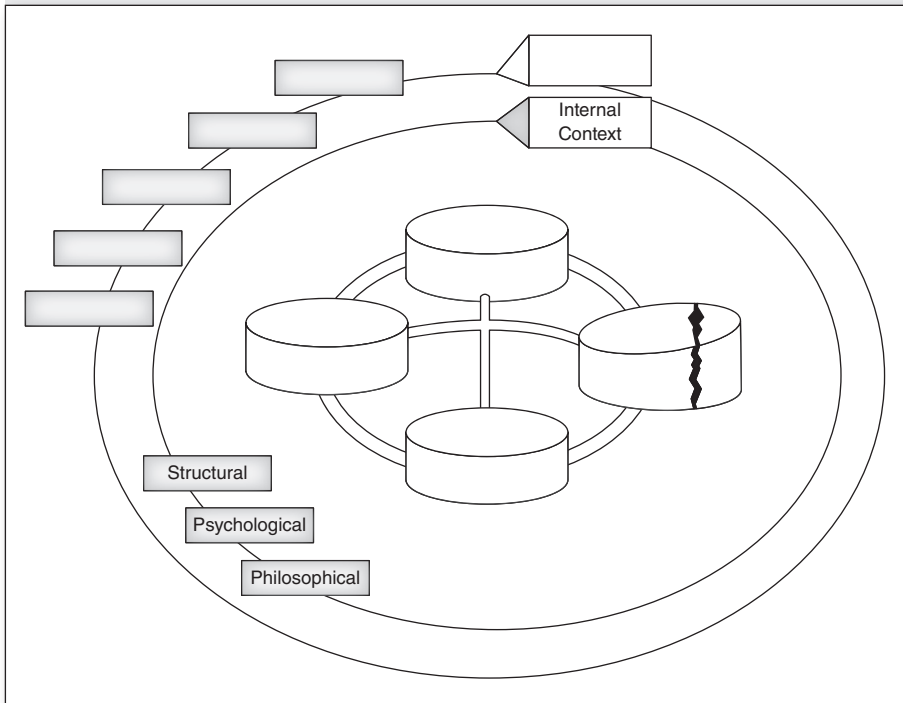 Internal
Context
Structural
Psychological
Philosophical